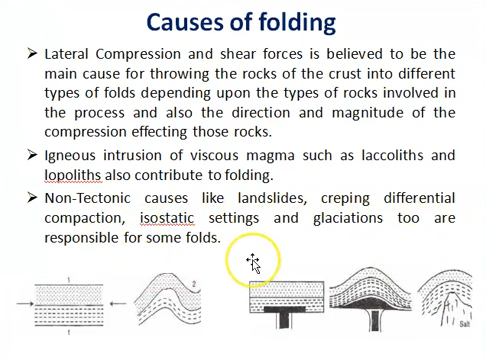 Causes of folding
➢ Lateral Compression and shear forces is believed to be the
main cause for throwing the rocks of the crust into different
types of folds depending upon the types of rocks involved in
the process and also the direction and magnitude of the
compression effecting those rocks.
➢ Igneous intrusion of viscous magma such as laccoliths and
lopoliths also contribute to folding.
➢ Non-Tectonic causes like landslides, creping differential
compaction, isostatic settings and glaciations too are
responsible for some folds.
1
2
1
Salt